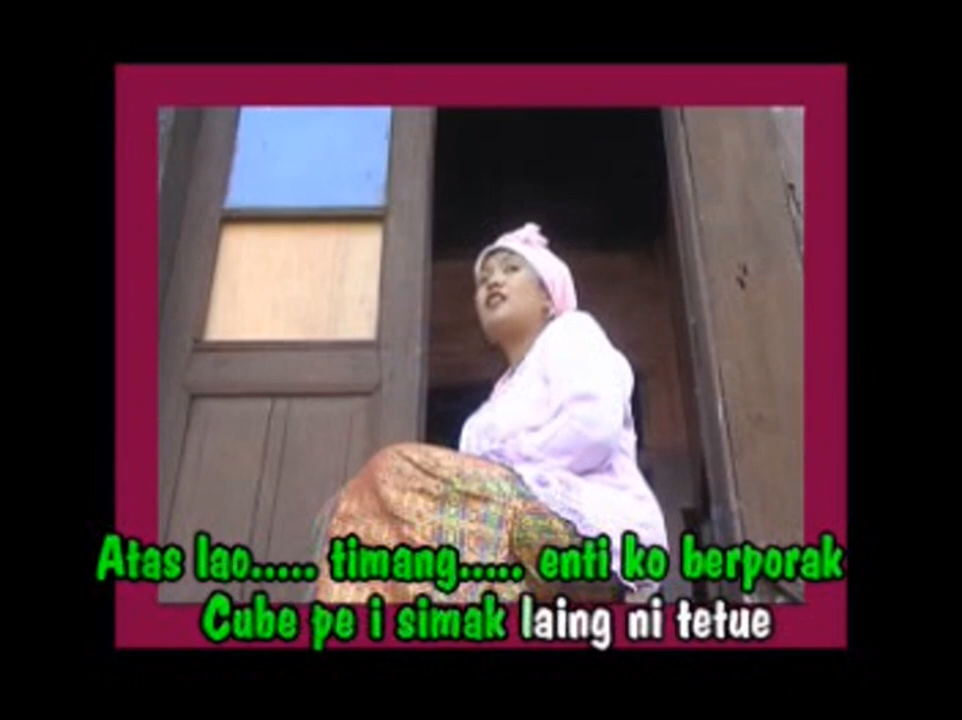 Atas lao..... timang..... enti ko berporak
Cube pe i simak laing ni tetue